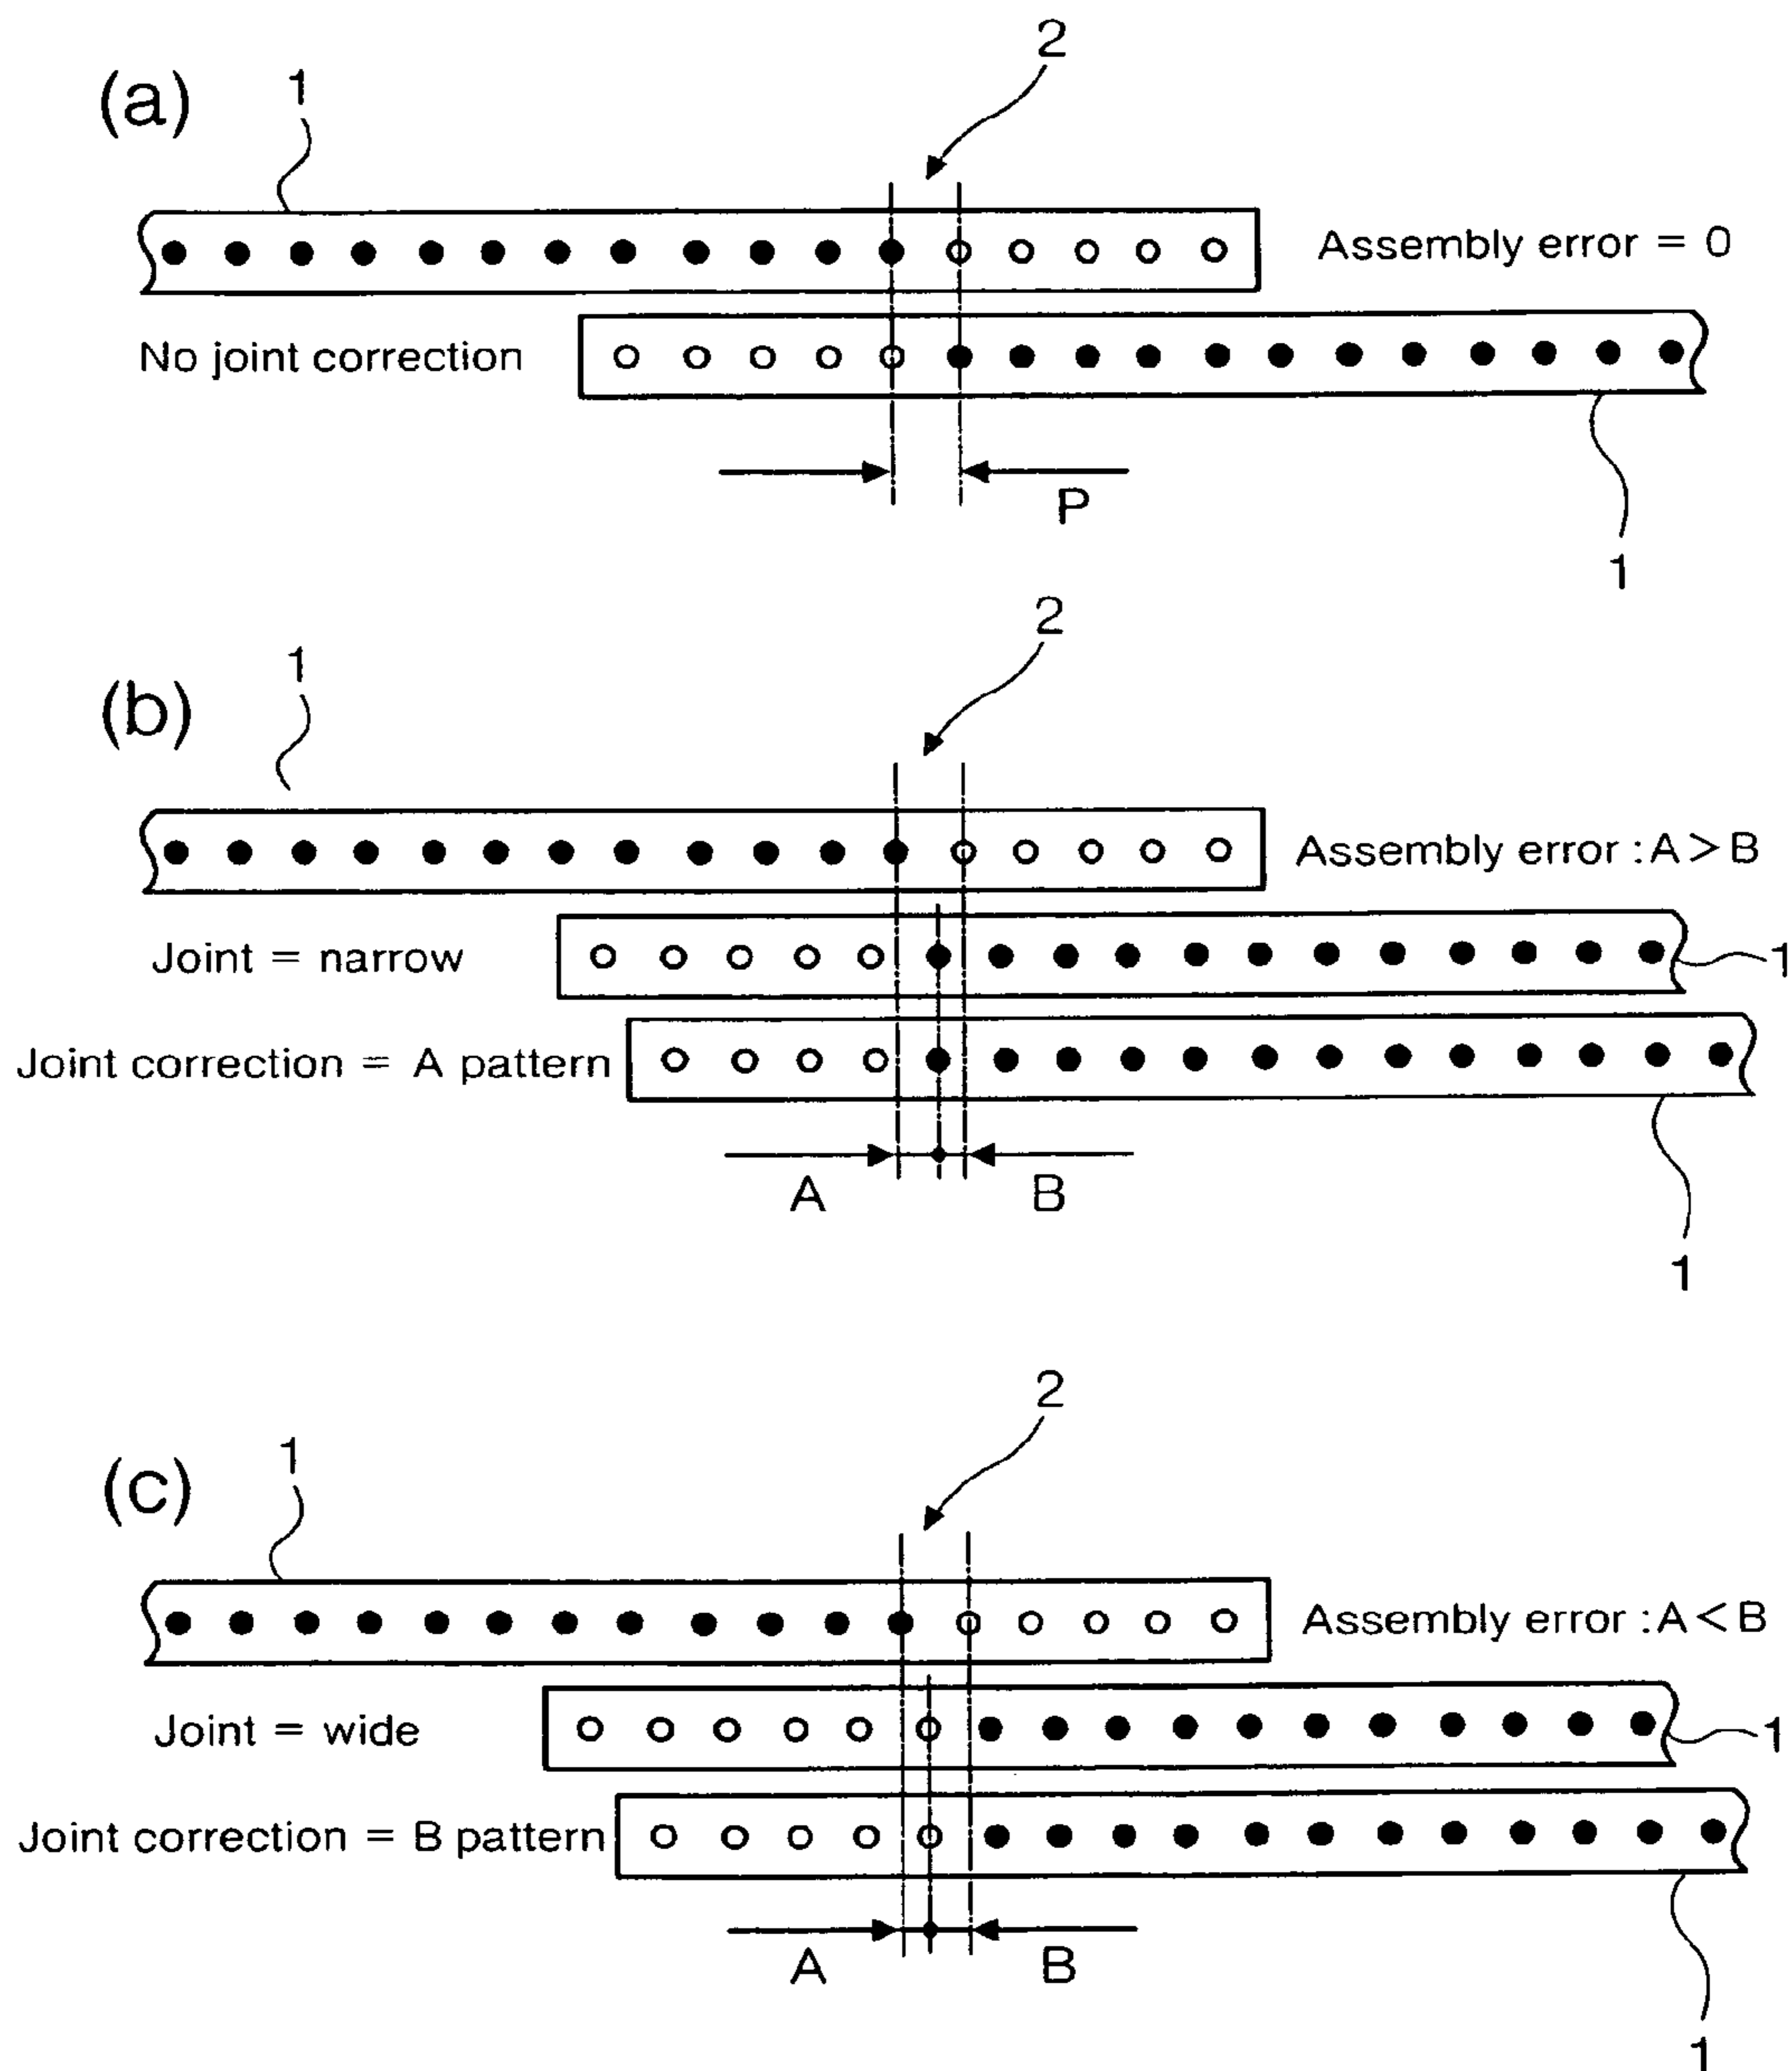 2
(a)
1
Assembly error = 0
No joint correction
P
1
2
(b)
1
Assembly error : A > B
Joint = narrow
1
Joint correction = A pattern
A
B
1
2
(c)
1
Assembly error : A < B
Joint = wide
1
Joint correction = B pattern
A
B
1